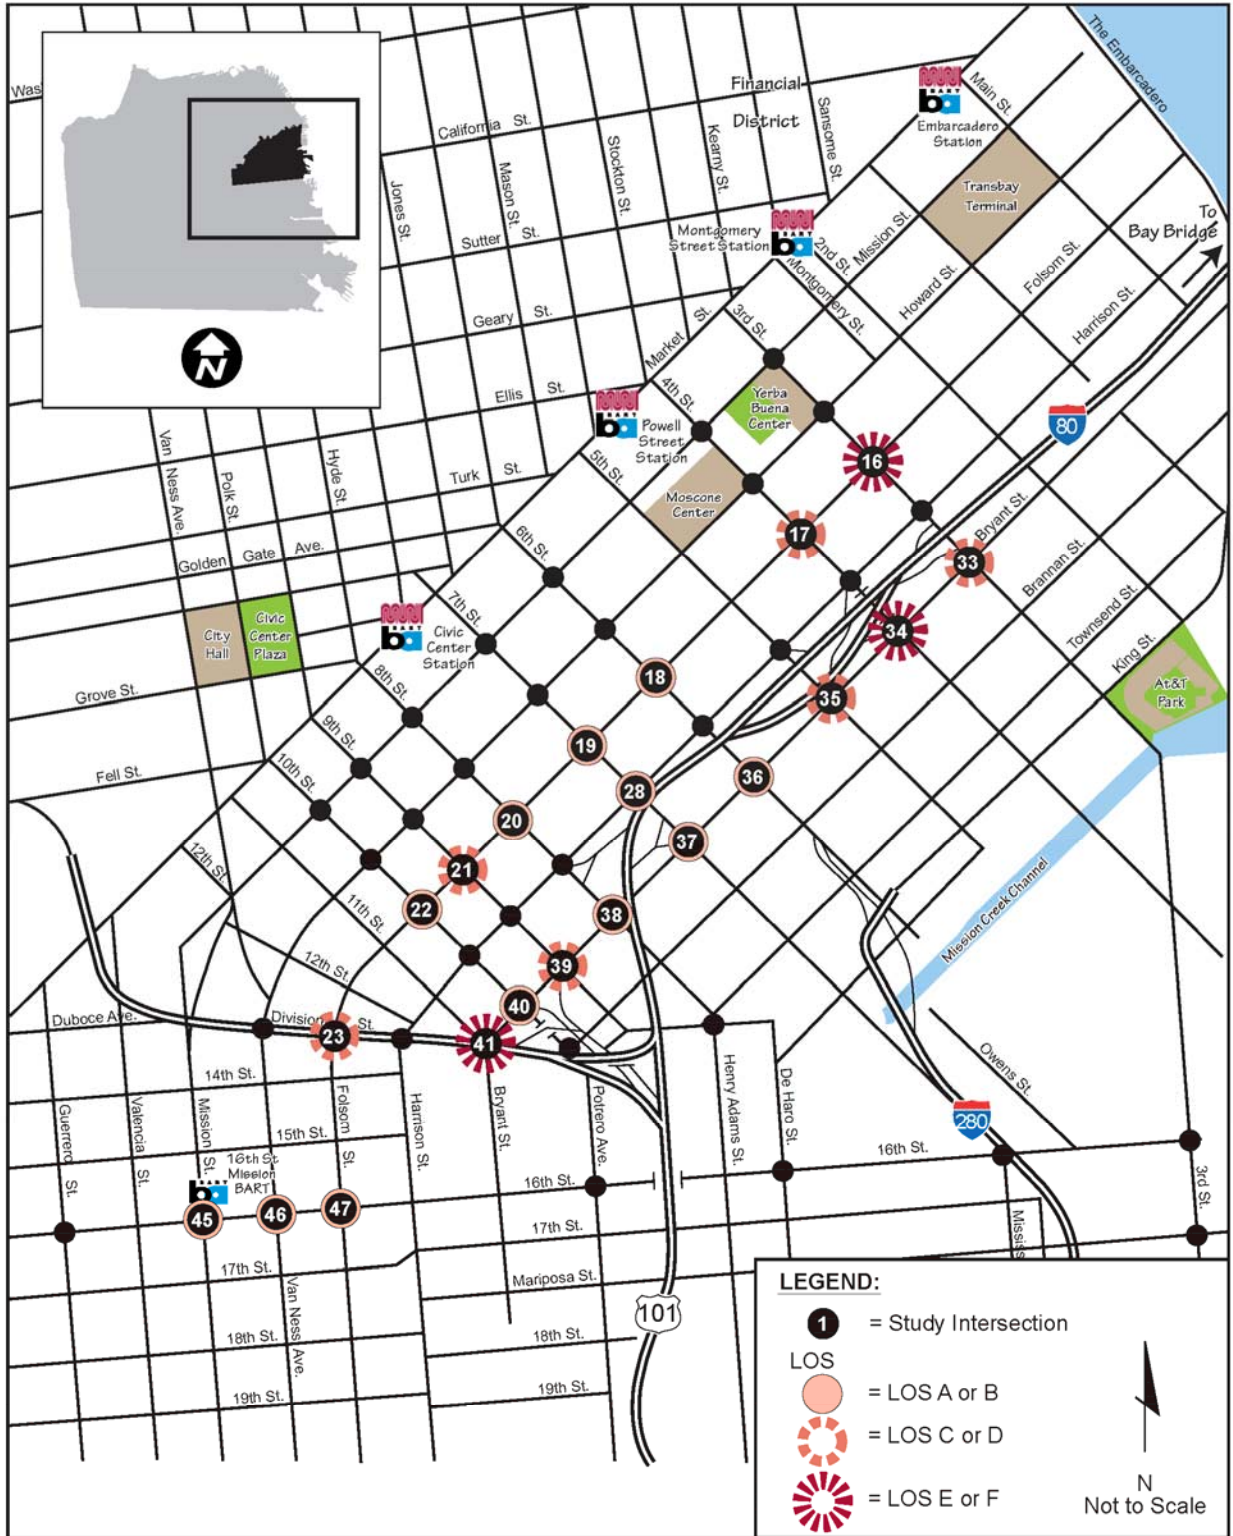 Was
Financial
District
The Embarcadero
Main St.
BART
Embarcadero
Station
California St.
Sansome St.
Kearny St.
Stockton St.
Mason St.
Jones St.
Transbay
Terminal
To
Bay Bridge
Montgomery
Street Station
BART
2nd St.
Mission St.
Montgomery St.
Sutter St.
Howard St.
Folsom St.
Harrison St.
Geary St.
Market St.
3rd St.
N
Ellis St.
4th St.
Yerba
Buena
Center
BART
Powell
Street
Station
80
Van Ness Ave.
Polk St.
Hyde St.
Turk St.
5th St.
16
Moscone
Center
Bryant St.
17
33
6th St.
Golden Gate Ave.
Brannan St.
Townsend St.
7th St.
City
Hall
Civic
Center
Plaza
BART
Civic
Center
Station
34
King St.
At&T
Park
Grove St.
8th St.
18
35
9th St.
19
Fell St.
10th St.
28
36
20
37
12th St.
21
22
11th St.
38
Mission Creek Channel
12th St.
39
40
Duboce Ave.
Division St.
23
41
Owens St.
14th St.
Guerrero St.
Valencia St.
Mission St.
Folsom St.
Harrison St.
Bryant St.
Potrero Ave.
Henry Adams St.
De Haro St.
280
15th St.
16th St.
16th St
Mission
BART
BART
16th St.
3rd St.
45
46
47
17th St.
Missis
17th St.
Mariposa St.
Van Ness Ave.
101
18th St.
18th St.
19th St.
19th St.
LEGEND:
1 = Study Intersection
LOS
= LOS A or B
= LOS C or D
= LOS E or F
N
Not to Scale